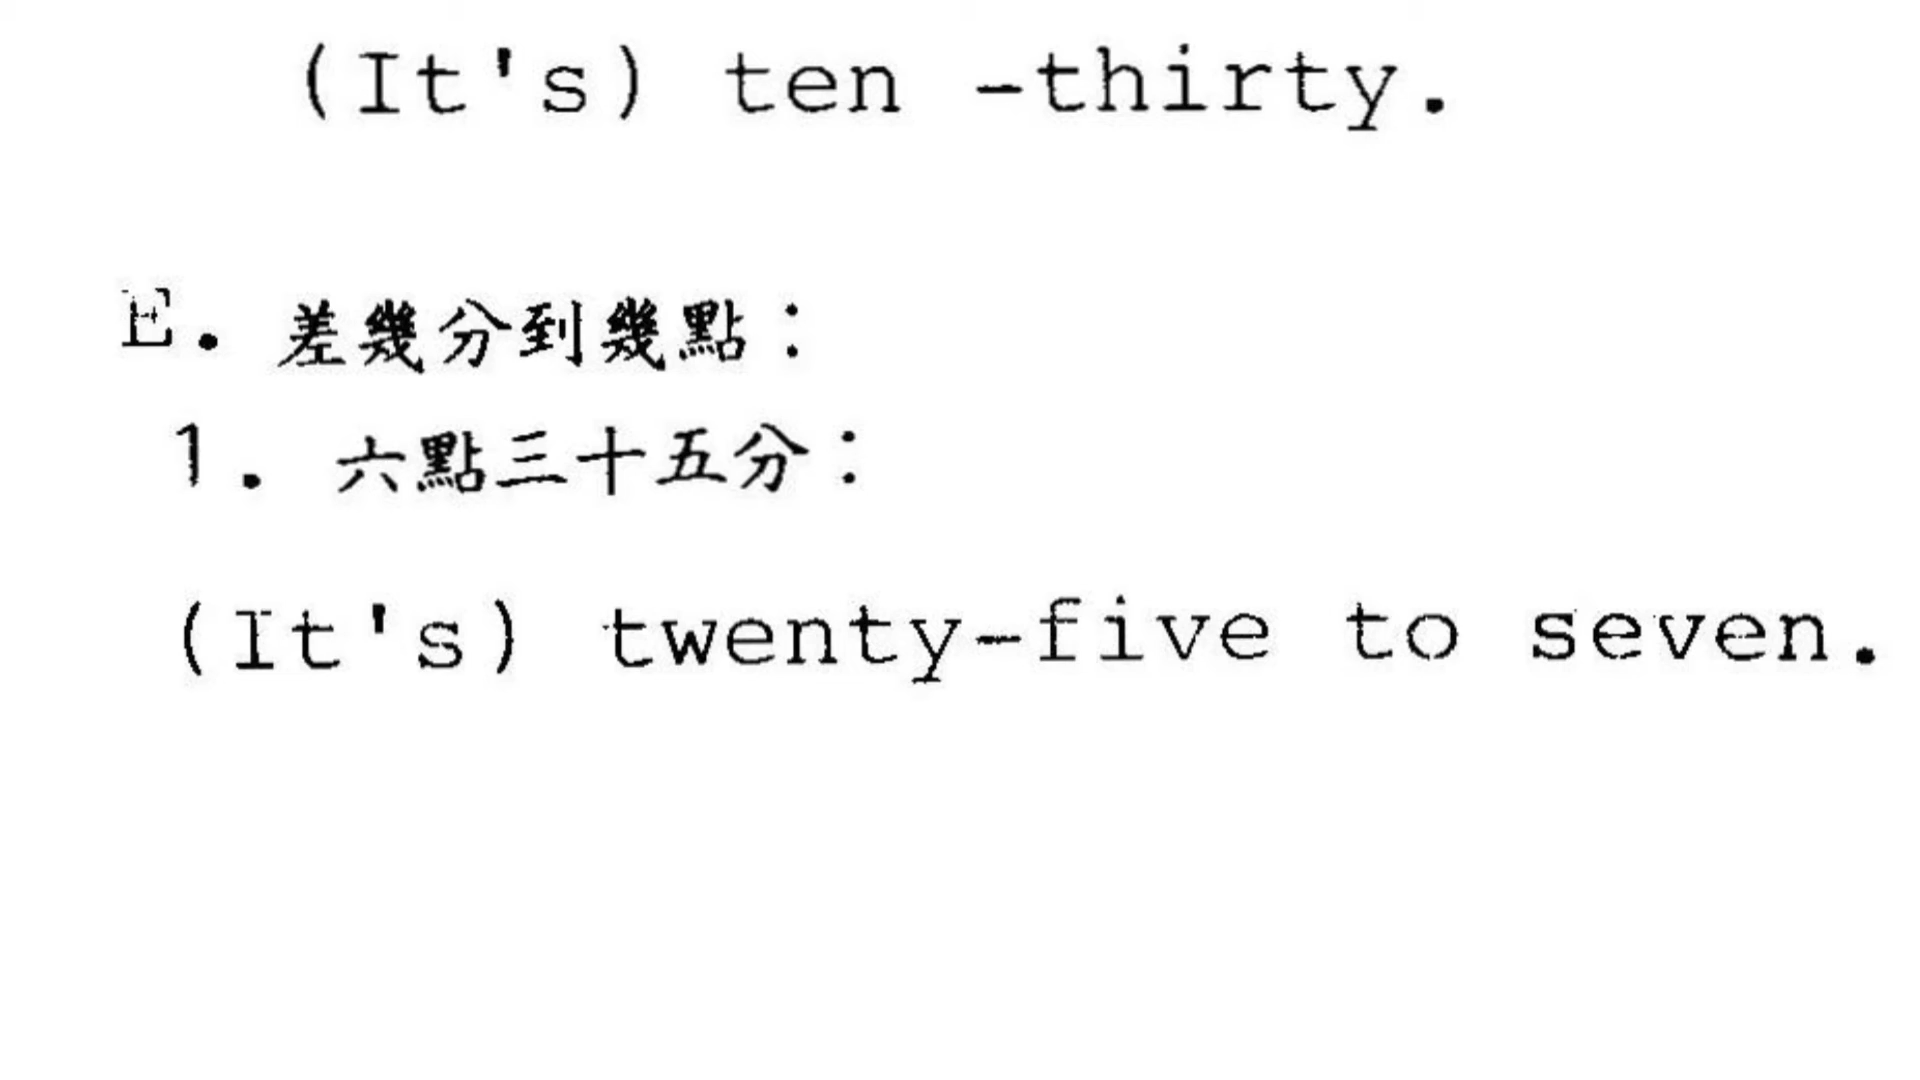 (It's) ten -thirty.
E. 差幾分到幾點：
1. 六點三十五分：
(It's) twenty-five to seven.